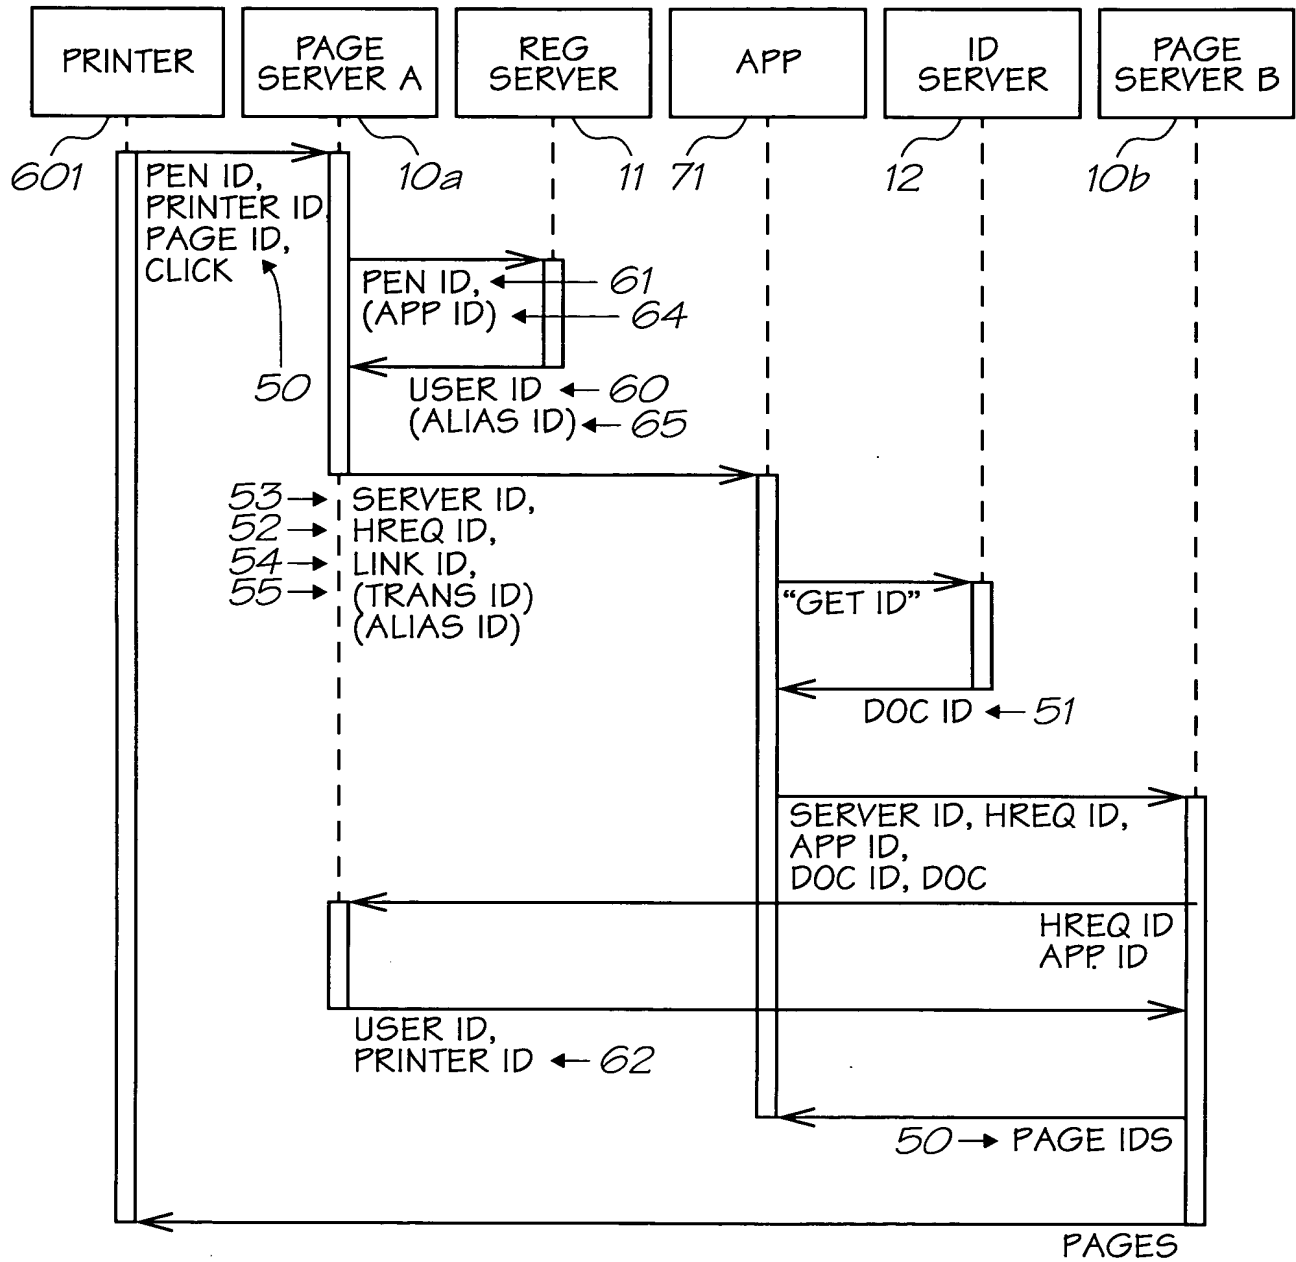 PRINTER
PAGE
SERVER A
REG
SERVER
APP
ID
SERVER
PAGE
SERVER B
601
10a
11
71
12
10b
PEN ID,
PRINTER ID,
PAGE ID,
CLICK
50
PEN ID, 61
(APP ID) 64
USER ID 60
(ALIAS ID) 65
53 SERVER ID,
52 HREQ ID,
54 LINK ID,
55 (TRANS ID)
(ALIAS ID)
“GET ID”
DOC ID 51
SERVER ID, HREQ ID,
APP ID,
DOC ID, DOC
HREQ ID
APP ID
USER ID,
PRINTER ID 62
50 PAGE IDS
PAGES